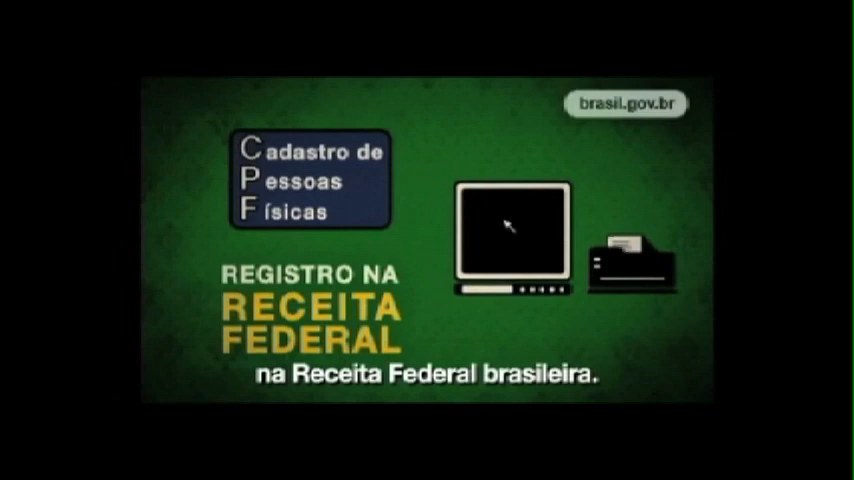 brasil.gov.br
Cadastro de
Pessoas
Físicas
REGISTRO NA
RECEITA
FEDERAL
na Receita Federal brasileira.